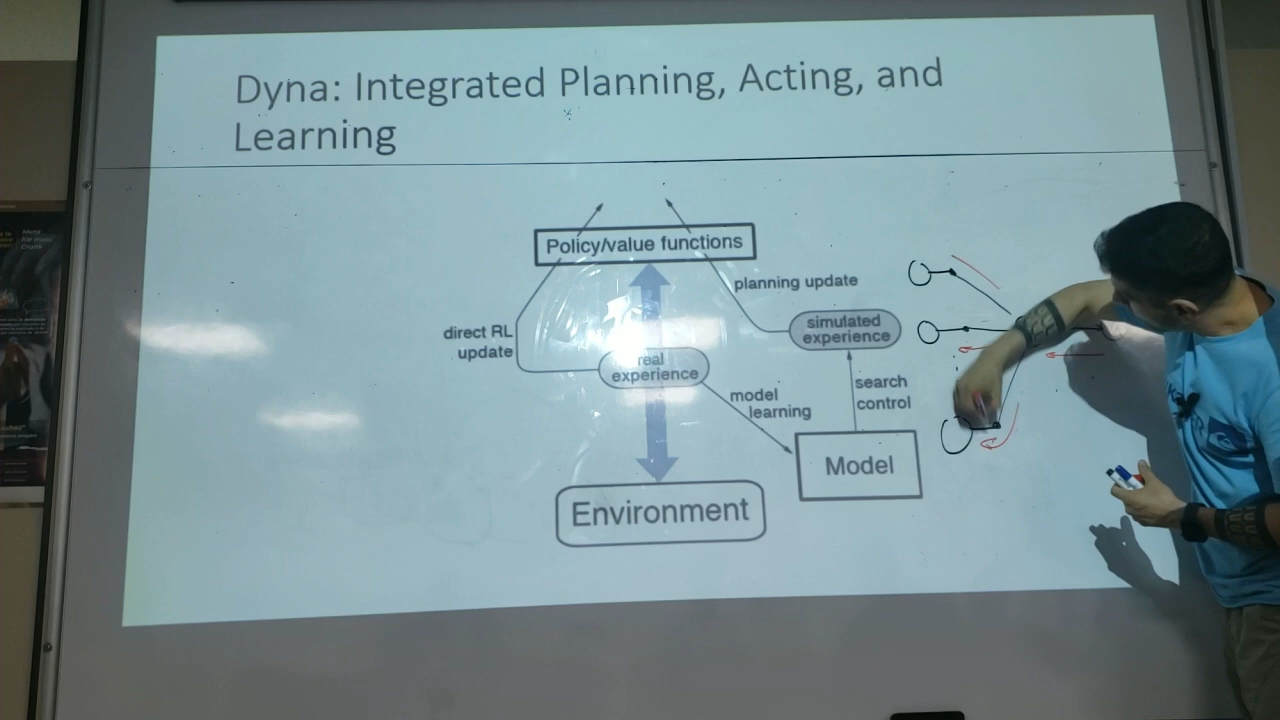 Dyna: Integrated Planning, Acting, and
Learning
Policy/value functions
planning update
direct RL
update
simulated
experience
real
experience
model
learning
search
control
Model
Environment